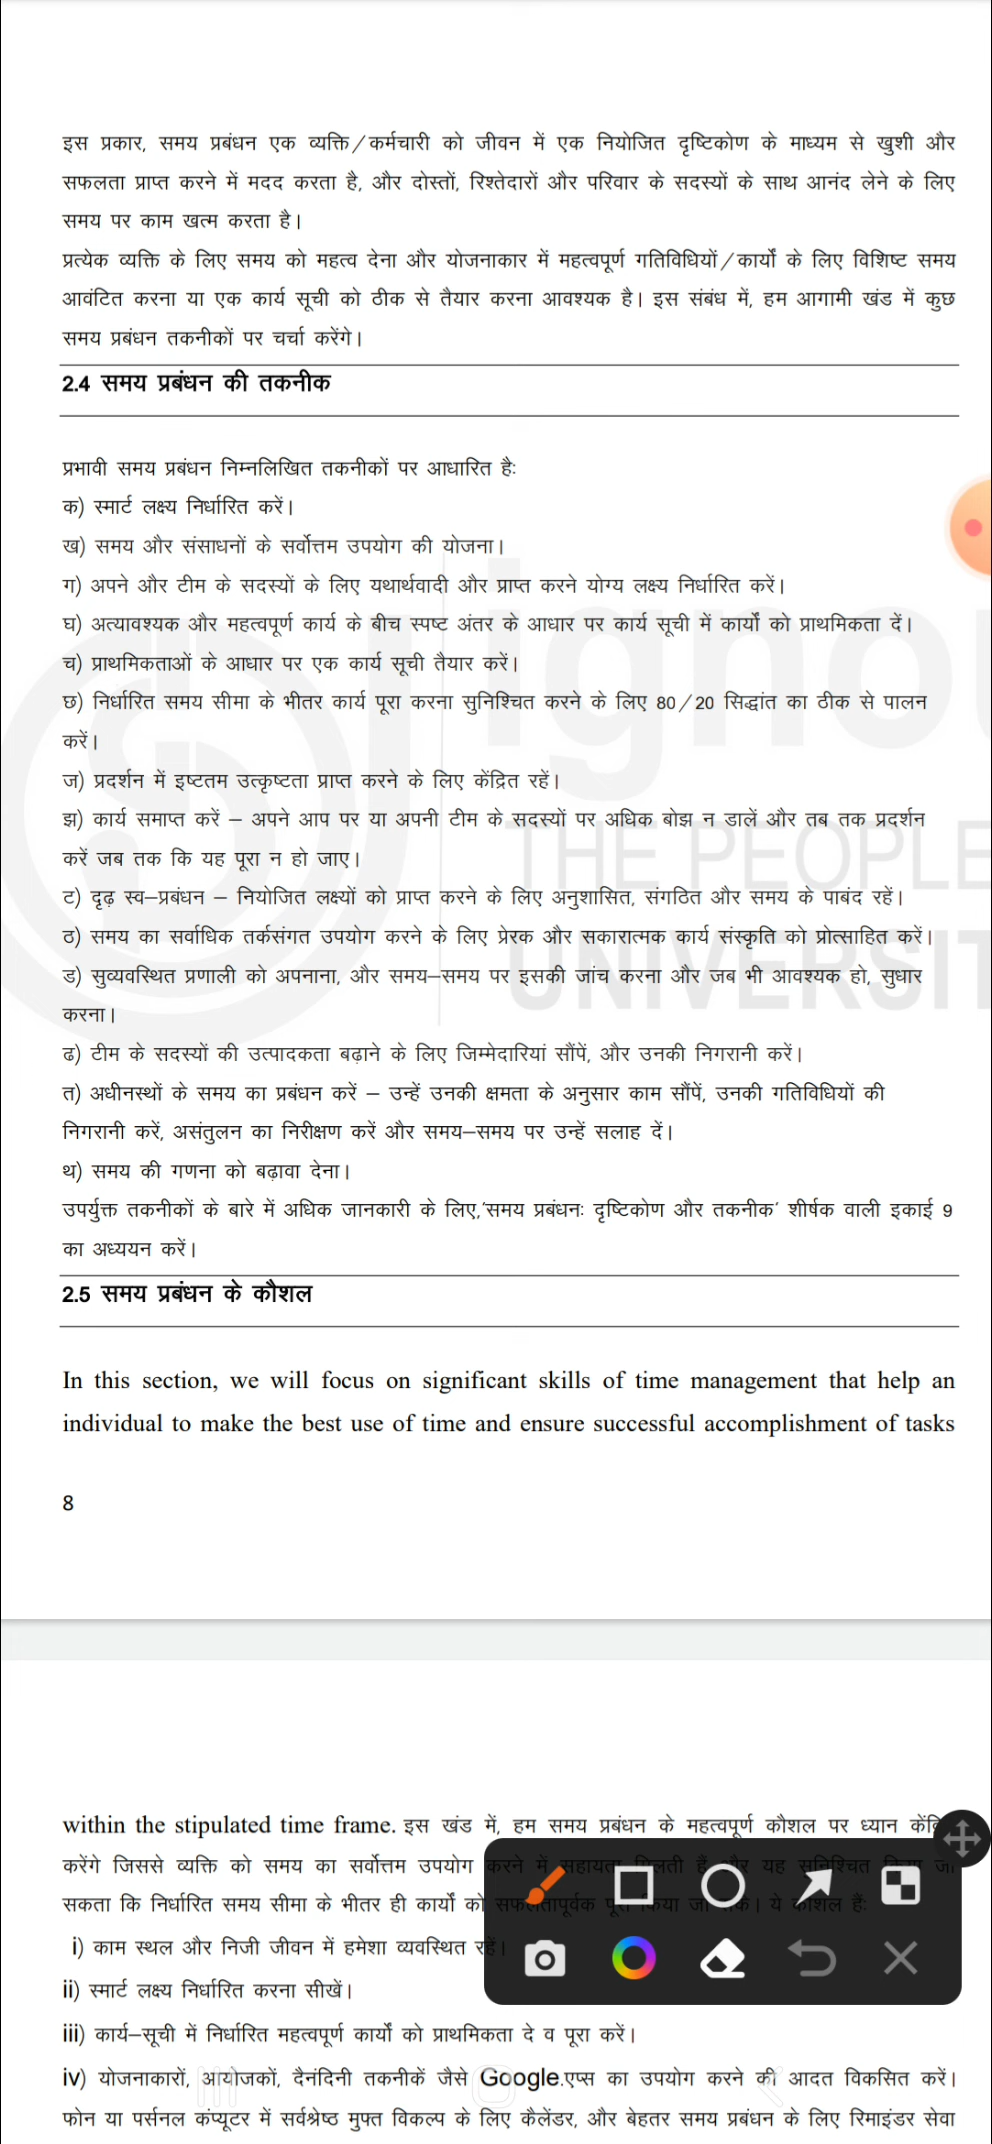 इस प्रकार, समय प्रबंधन एक व्यक्ति/कर्मचारी को जीवन में एक नियोजित दृष्टिकोण के माध्यम से खुशी और
सफलता प्राप्त करने में मदद करता है, और दोस्तों, रिश्तेदारों और परिवार के सदस्यों के साथ आनंद लेने के लिए
समय पर काम खत्म करता है।
प्रत्येक व्यक्ति के लिए समय को महत्व देना और योजनाकार में महत्वपूर्ण गतिविधियों/कार्यों के लिए विशिष्ट समय
आवंटित करना या एक कार्य सूची को ठीक से तैयार करना आवश्यक है। इस संबंध में, हम आगामी खंड में कुछ
समय प्रबंधन तकनीकों पर चर्चा करेंगे।
2.4 समय प्रबंधन की तकनीक
प्रभावी समय प्रबंधन निम्नलिखित तकनीकों पर आधारित है:
क) स्मार्ट लक्ष्य निर्धारित करें।
ख) समय और संसाधनों के सर्वोत्तम उपयोग की योजना।
ग) अपने और टीम के सदस्यों के लिए यथार्थवादी और प्राप्त करने योग्य लक्ष्य निर्धारित करें।
घ) अत्यावश्यक और महत्वपूर्ण कार्य के बीच स्पष्ट अंतर के आधार पर कार्य सूची में कार्यों को प्राथमिकता दें।
च) प्राथमिकताओं के आधार पर एक कार्य सूची तैयार करें।
छ) निर्धारित समय सीमा के भीतर कार्य पूरा करना सुनिश्चित करने के लिए 80/20 सिद्धांत का ठीक से पालन
करें।
ज) प्रदर्शन में इष्टतम उत्कृष्टता प्राप्त करने के लिए केंद्रित रहें।
झ) कार्य समाप्त करें – अपने आप पर या अपनी टीम के सदस्यों पर अधिक बोझ न डालें और तब तक प्रदर्शन
करें जब तक कि यह पूरा न हो जाए।
ट) दृढ़ स्व–प्रबंधन – नियोजित लक्ष्यों को प्राप्त करने के लिए अनुशासित, संगठित और समय के पाबंद रहें।
ठ) समय का सर्वाधिक तर्कसंगत उपयोग करने के लिए प्रेरक और सकारात्मक कार्य संस्कृति को प्रोत्साहित करें।
ड) सुव्यवस्थित प्रणाली को अपनाना, और समय–समय पर इसकी जांच करना और जब भी आवश्यक हो, सुधार
करना।
ढ) टीम के सदस्यों की उत्पादकता बढ़ाने के लिए जिम्मेदारियां सौंपें, और उनकी निगरानी करें।
त) अधीनस्थों के समय का प्रबंधन करें – उन्हें उनकी क्षमता के अनुसार काम सौंपें, उनकी गतिविधियों की
निगरानी करें, असंतुलन का निरीक्षण करें और समय–समय पर उन्हें सलाह दें।
थ) समय की गणना को बढ़ावा देना।
उपर्युक्त तकनीकों के बारे में अधिक जानकारी के लिए,'समय प्रबंधनः दृष्टिकोण और तकनीक' शीर्षक वाली इकाई 9
का अध्ययन करें।
ignou
THE PEOPLE
UNIVERSIT
2.5 समय प्रबंधन के कौशल
In this section, we will focus on significant skills of time management that help an
individual to make the best use of time and ensure successful accomplishment of tasks
8
within the stipulated time frame. इस खंड में, हम समय प्रबंधन के महत्वपूर्ण कौशल पर ध्यान
करेंगे जिससे व्यक्ति को समय का सर्वोत्तम उपयोग करने में सहायता मिलती है और यह सुनिश्चित किया जा
सकता कि निर्धारित समय सीमा के भीतर ही कार्यों को सफलतापूर्वक पूरा किया जा सके। ये कौशल हैं:
i) काम स्थल और निजी जीवन में हमेशा व्यवस्थित रहें।
ii) स्मार्ट लक्ष्य निर्धारित करना सीखें।
iii) कार्य–सूची में निर्धारित महत्वपूर्ण कार्यों को प्राथमिकता दे व पूरा करें।
iv) योजनाकारों, आयोजकों, दैनंदिनी तकनीकें जैसे Google.एप्स का उपयोग करने की आदत विकसित करें।
फोन या पर्सनल कंप्यूटर में सर्वश्रेष्ठ मुफ्त विकल्प के लिए कैलेंडर, और बेहतर समय प्रबंधन के लिए रिमाइंडर सेवा